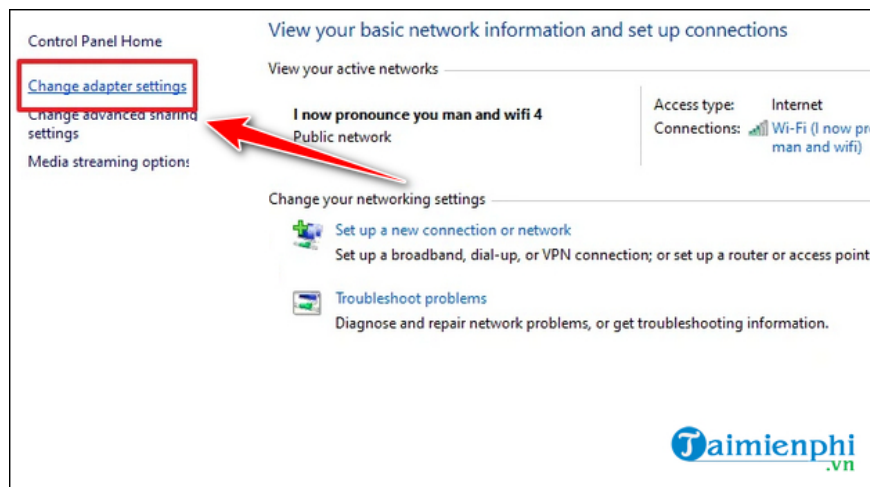 Control Panel Home
Change adapter settings
Change advanced sharing
settings
Media streaming options
View your basic network information and set up connections
View your active networks
I now pronounce you man and wifi 4
Public network
Access type: Internet
Connections: Wi-Fi (I now pr
man and wifi)
Change your networking settings
Set up a new connection or network
Set up a broadband, dial-up, or VPN connection; or set up a router or access point
Troubleshoot problems
Diagnose and repair network problems, or get troubleshooting information.
Taimienphi
.vn